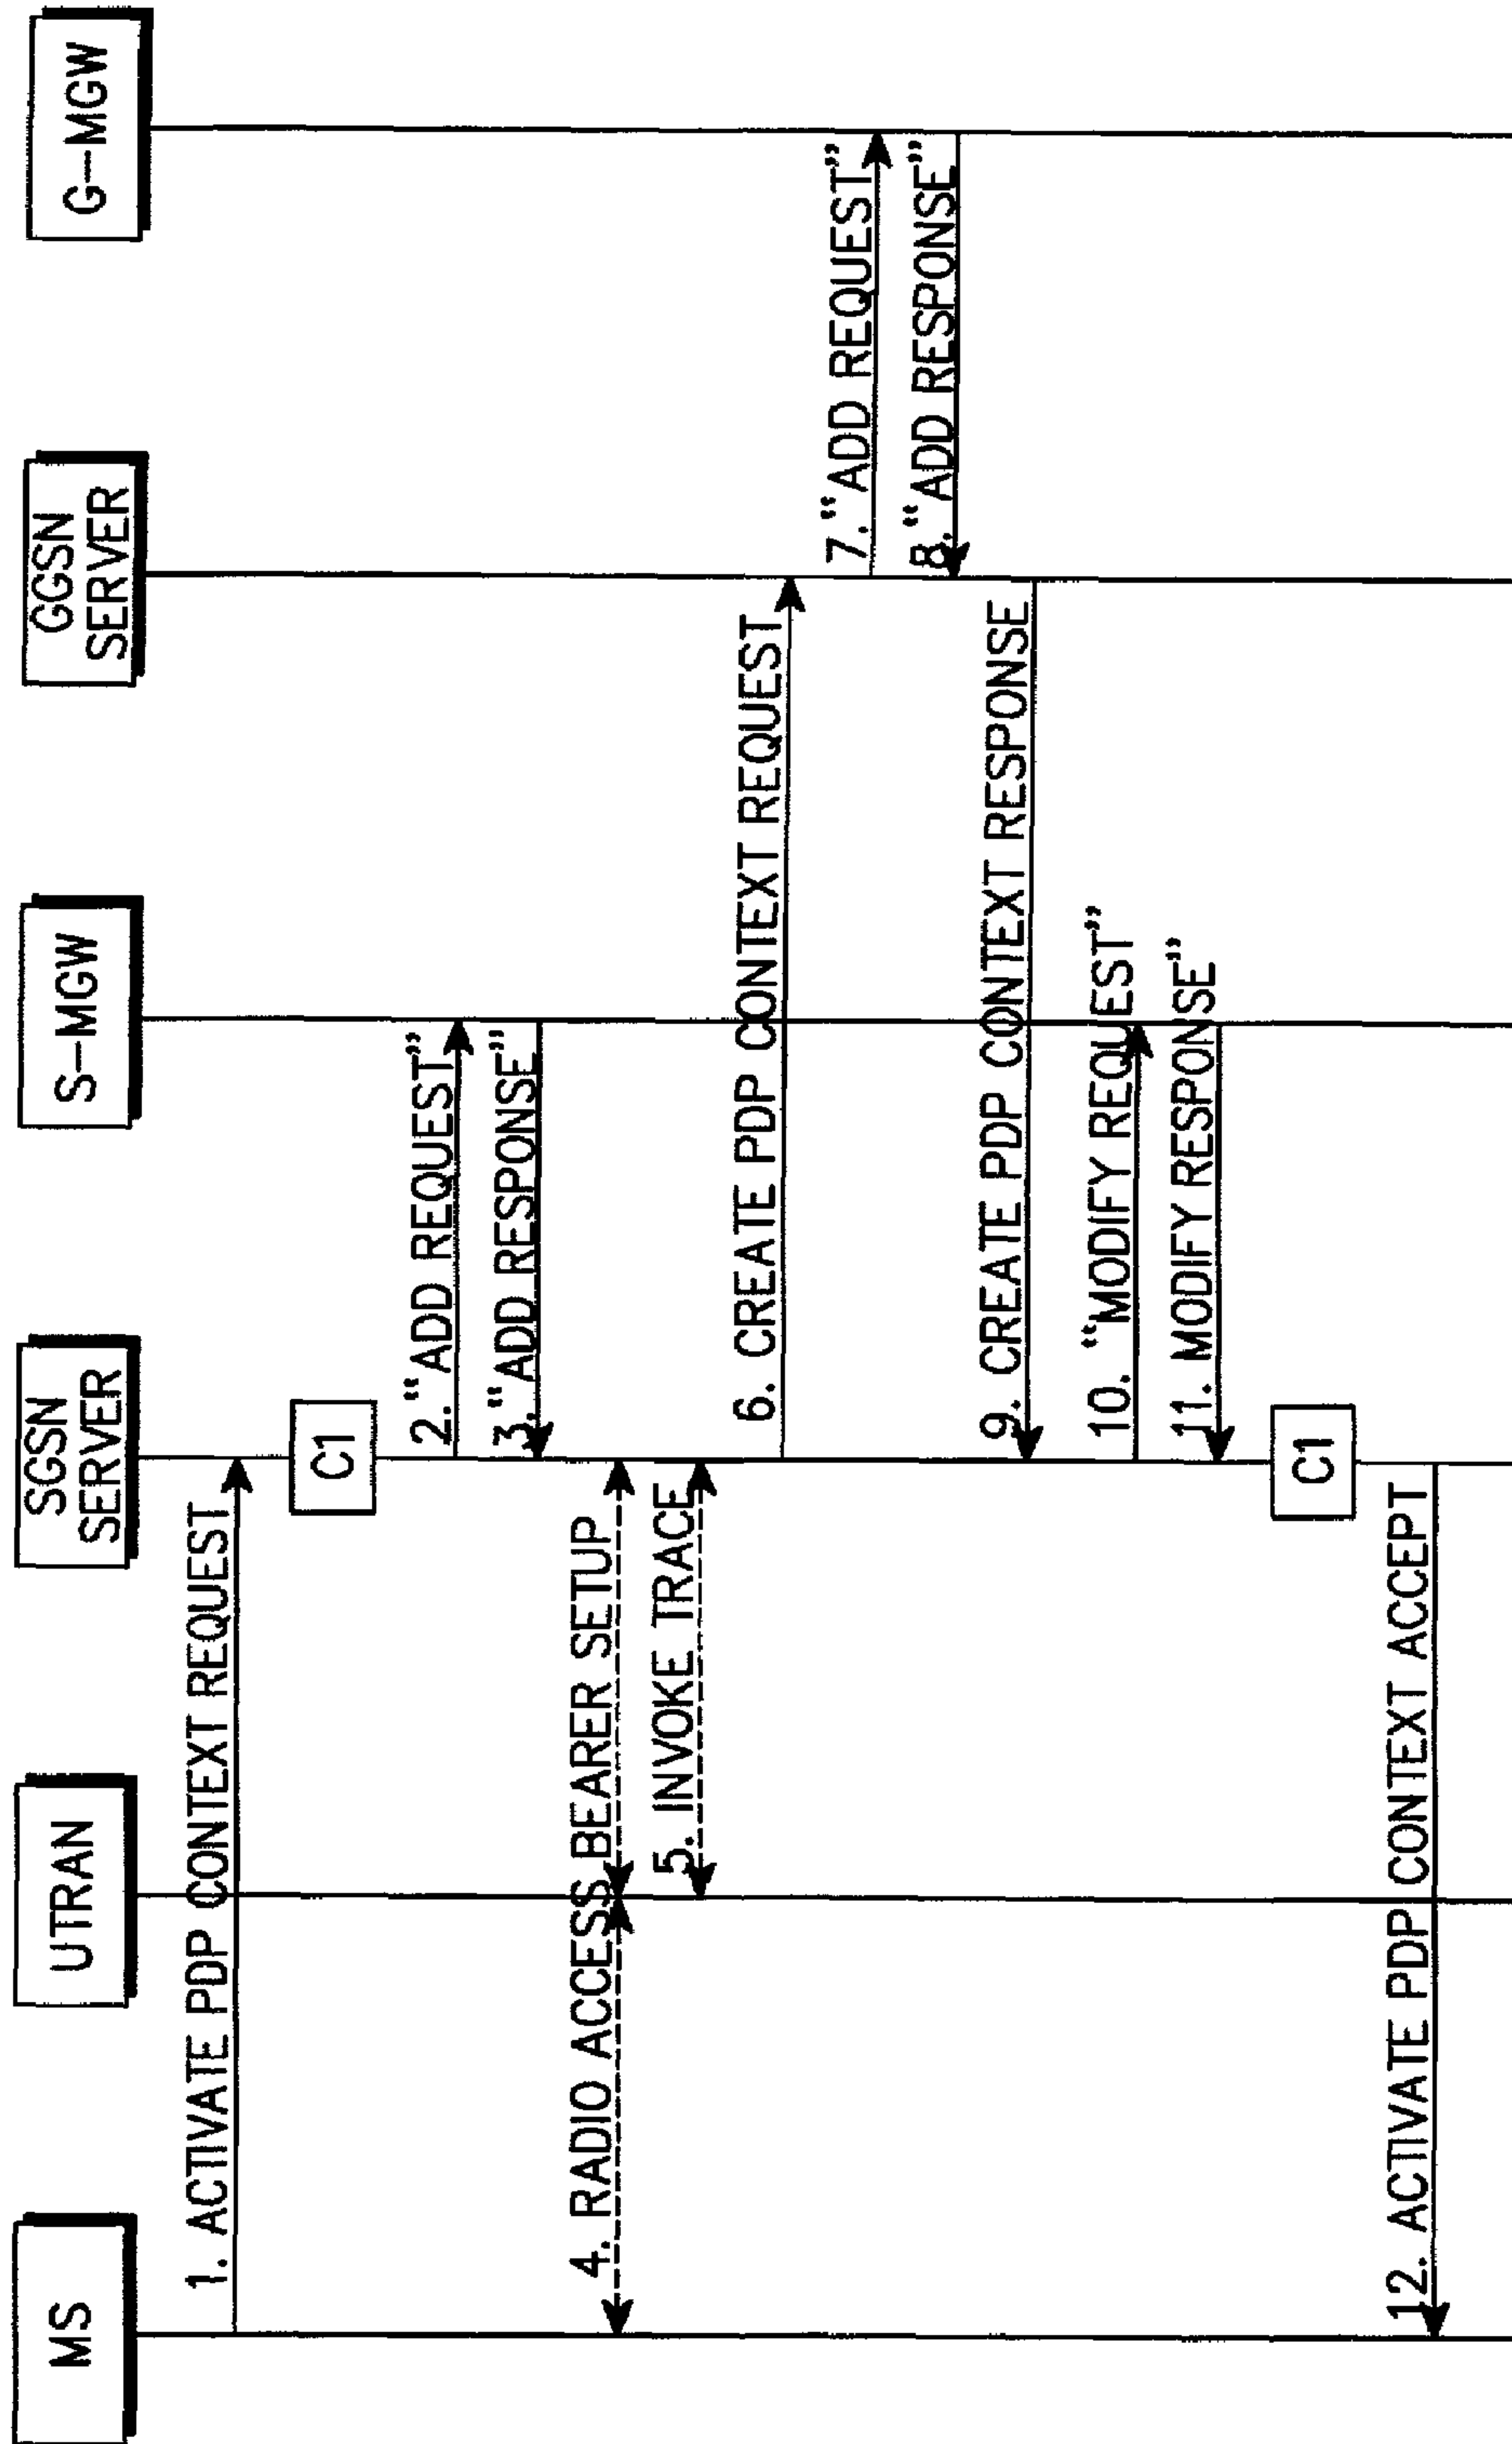 MS
UTRAN
SGSN
SERVER
S-MGW
GGSN
SERVER
G-MGW
1. ACTIVATE PDP CONTEXT REQUEST
C1
2."ADD REQUEST"
3."ADD RESPONSE"
4. RADIO ACCESS BEARER SETUP
5. INVOKE TRACE
6. CREATE PDP CONTEXT REQUEST
7."ADD REQUEST"
8."ADD RESPONSE"
9. CREATE PDP CONTEXT RESPONSE
10. "MODIFY REQUEST"
11. MODIFY RESPONSE"
C1
12. ACTIVATE PDP CONTEXT ACCEPT